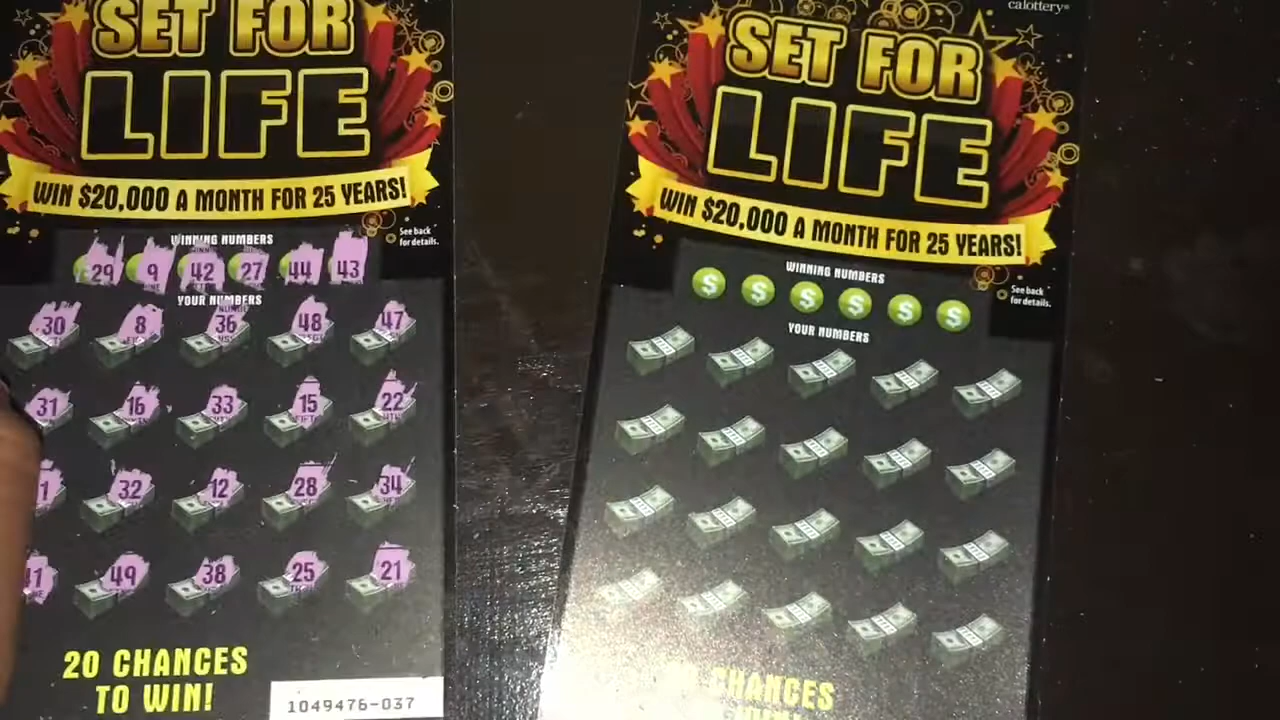 SET FOR
LIFE
WIN $20,000 A MONTH FOR 25 YEARS!
See back
for details.
WINNING NUMBERS
29 9 42 27 44 43
YOUR NUMBERS
30 8 36 48 47
31 16 33 15 22
1 32 12 28 34
41 49 38 25 21
20 CHANCES
TO WIN!
1049476-037
calottery
SET FOR
LIFE
WIN $20,000 A MONTH FOR 25 YEARS!
WINNING NUMBERS
$ $ $ $ $ $
See back
for details.
YOUR NUMBERS
CHANCES